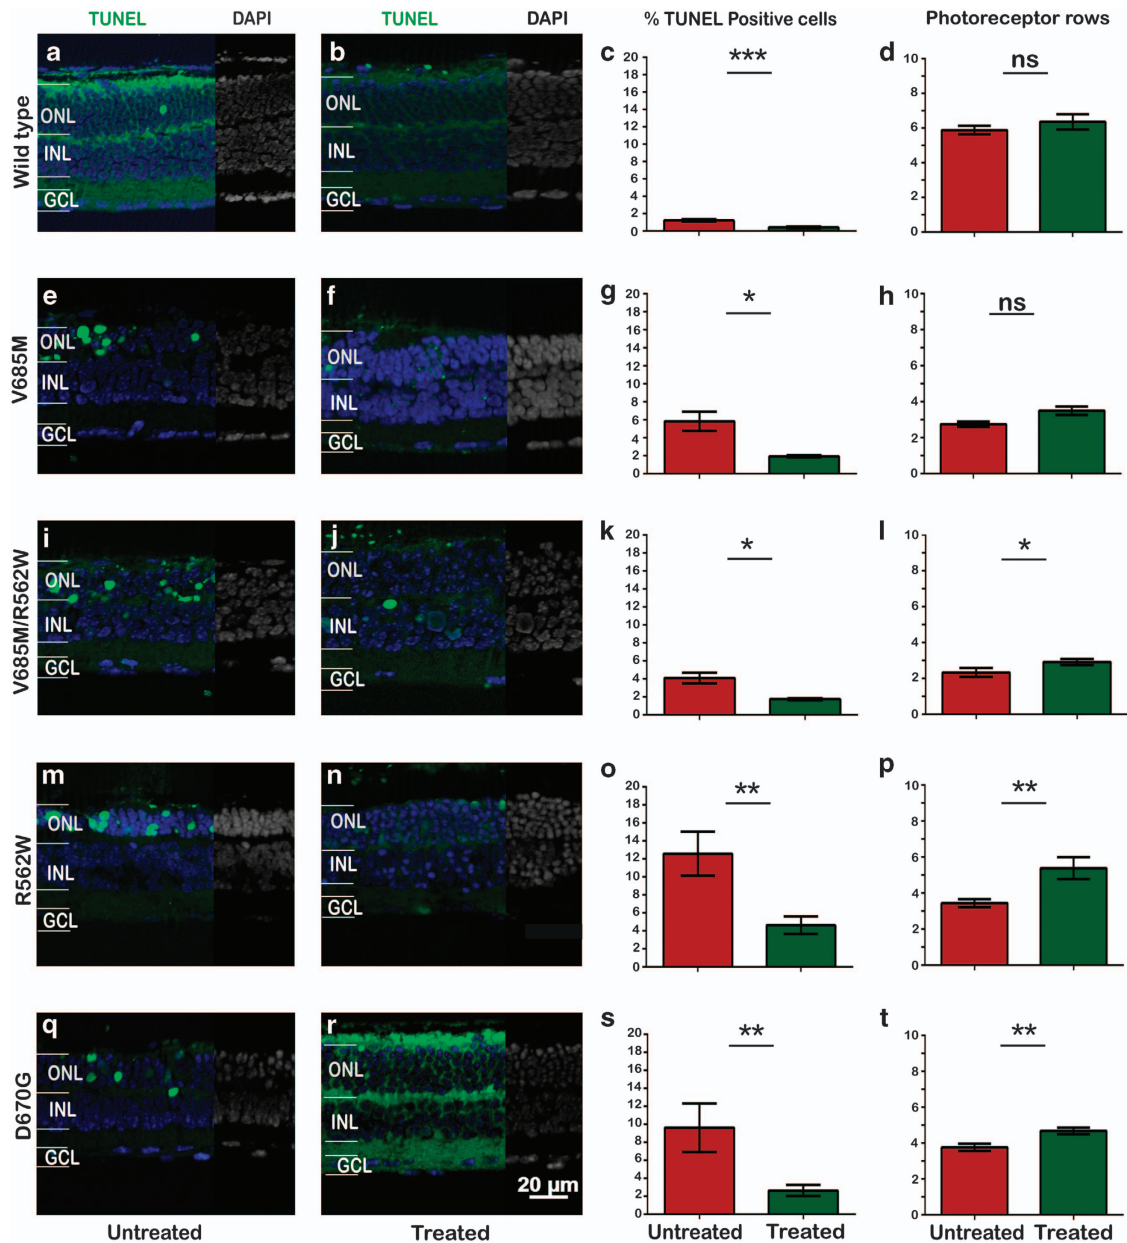 TUNEL DAPI TUNEL DAPI % TUNEL Positive cells Photoreceptor rows
Wild type
a
ONL
INL
GCL
b
ONL
INL
GCL
c
***
20
18
16
14
12
10
8
6
4
2
0
d
ns
10
8
6
4
2
0
V685M
e
ONL
INL
GCL
f
ONL
INL
GCL
g
*
20
18
16
14
12
10
8
6
4
2
0
h
ns
10
8
6
4
2
0
V685M/R562W
i
ONL
INL
GCL
j
ONL
INL
GCL
k
*
20
18
16
14
12
10
8
6
4
2
0
l
*
10
8
6
4
2
0
R562W
m
ONL
INL
GCL
n
ONL
INL
GCL
o
**
20
18
16
14
12
10
8
6
4
2
0
p
**
10
8
6
4
2
0
D670G
q
ONL
INL
GCL
r
ONL
INL
GCL
20 µm
s
**
20
18
16
14
12
10
8
6
4
2
0
t
**
10
8
6
4
2
0
Untreated Treated Untreated Treated Untreated Treated